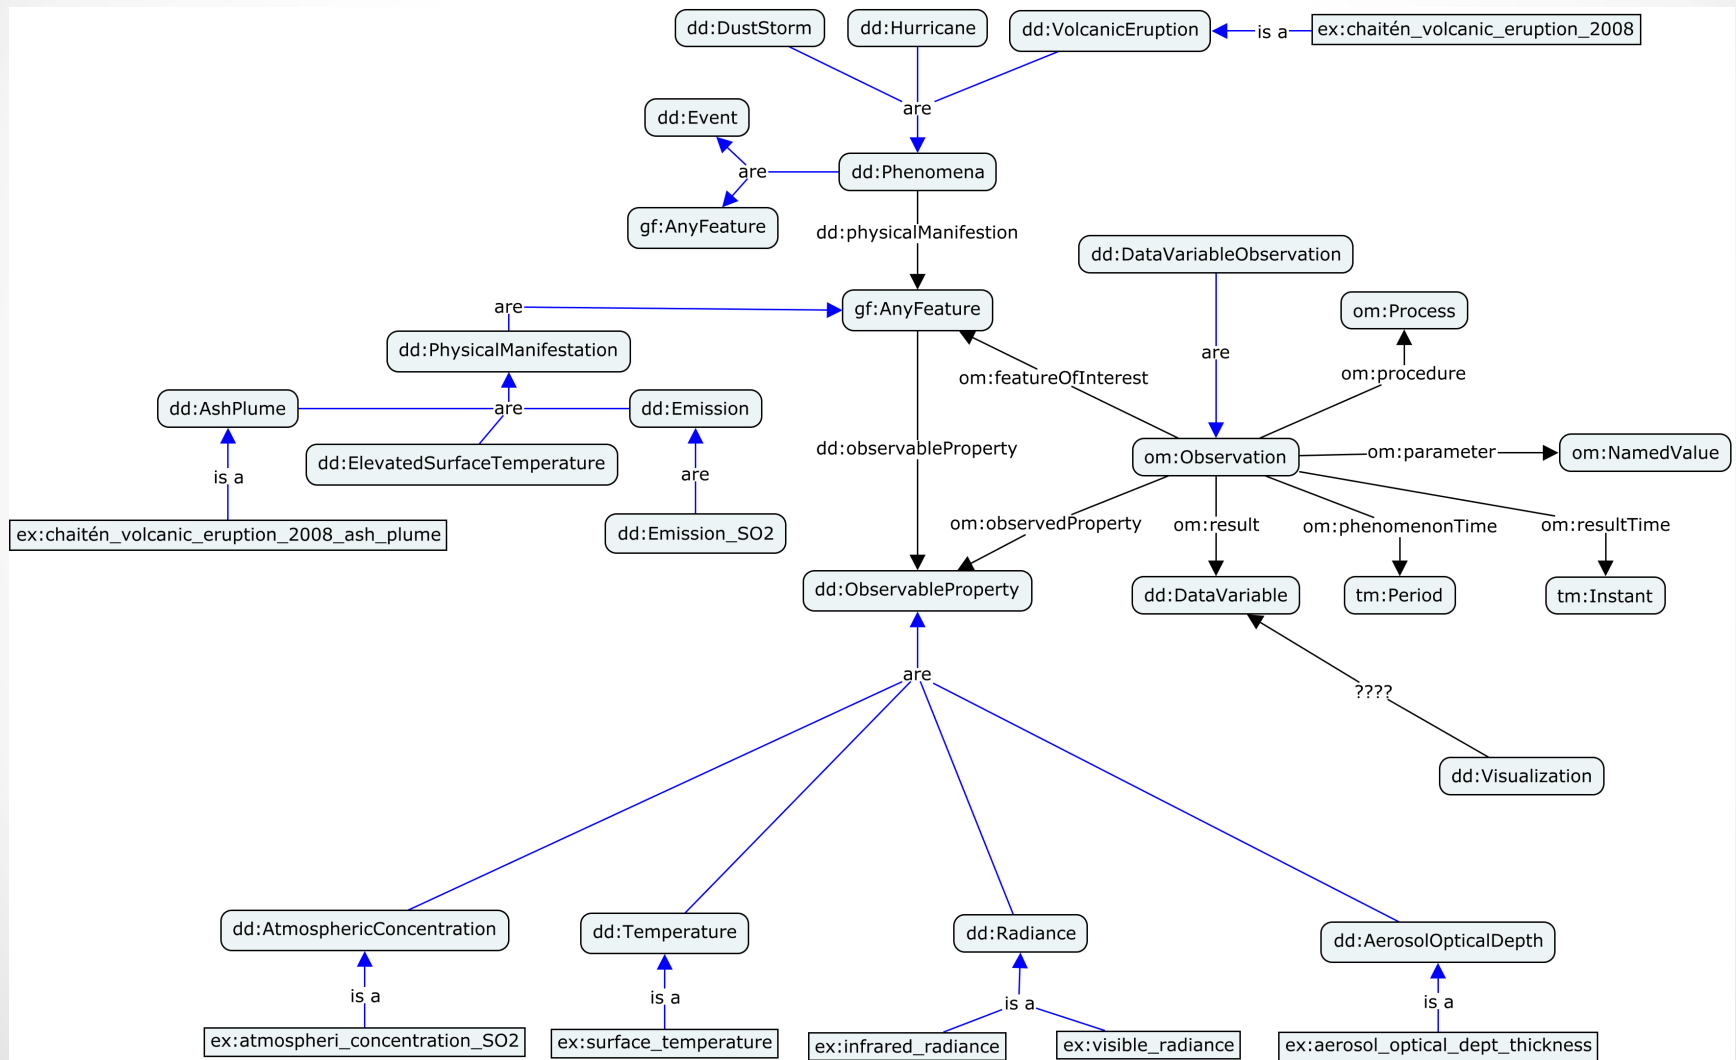 dd:DustStorm
dd:Hurricane
dd:VolcanicEruption
is a
ex:chaitén_volcanic_eruption_2008
are
dd:Event
are
dd:Phenomena
gf:AnyFeature
dd:physicalManifestion
dd:DataVariableObservation
are
gf:AnyFeature
om:Process
dd:PhysicalManifestation
are
om:featureOfInterest
om:procedure
dd:AshPlume
are
dd:Emission
dd:observableProperty
om:Observation
om:parameter
om:NamedValue
dd:ElevatedSurfaceTemperature
is a
are
ex:chaitén_volcanic_eruption_2008_ash_plume
dd:Emission_SO2
om:observedProperty
om:result
om:phenomenonTime
om:resultTime
dd:ObservableProperty
dd:DataVariable
tm:Period
tm:Instant
are
????
dd:Visualization
dd:AtmosphericConcentration
dd:Temperature
dd:Radiance
dd:AerosolOpticalDepth
is a
is a
is a
is a
ex:atmospheri_concentration_SO2
ex:surface_temperature
ex:infrared_radiance
ex:visible_radiance
ex:aerosol_optical_dept_thickness